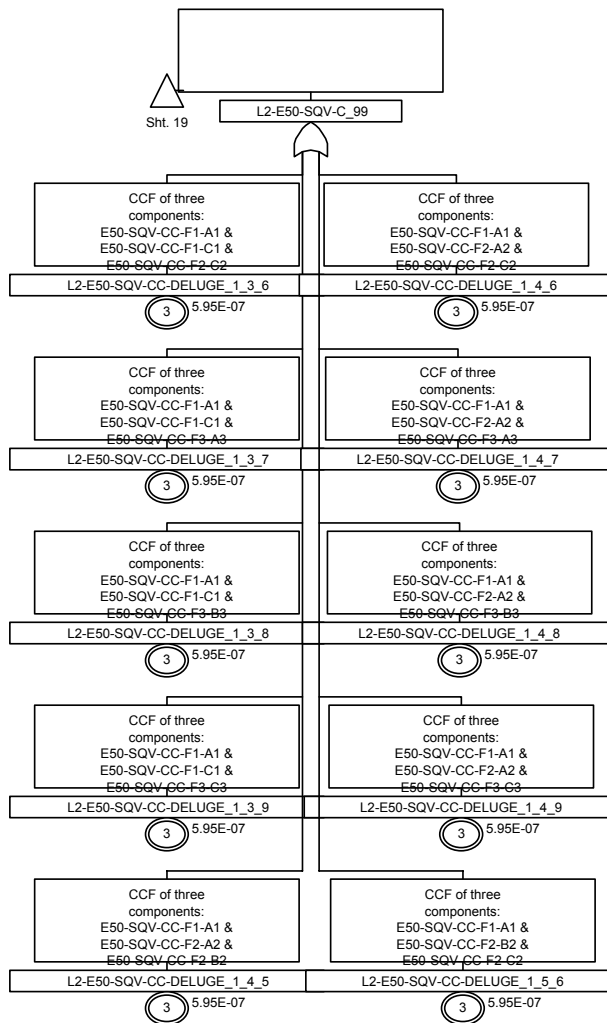 Sht. 19
L2-E50-SQV-C_99
CCF of three
components:
E50-SQV-CC-F1-A1 &
E50-SQV-CC-F1-C1 &
E50-SQV-CC-F2-C2
L2-E50-SQV-CC-DELUGE_1_3_6
3
5.95E-07
CCF of three
components:
E50-SQV-CC-F1-A1 &
E50-SQV-CC-F2-A2 &
E50-SQV-CC-F2-C2
L2-E50-SQV-CC-DELUGE_1_4_6
3
5.95E-07
CCF of three
components:
E50-SQV-CC-F1-A1 &
E50-SQV-CC-F1-C1 &
E50-SQV-CC-F3-A3
L2-E50-SQV-CC-DELUGE_1_3_7
3
5.95E-07
CCF of three
components:
E50-SQV-CC-F1-A1 &
E50-SQV-CC-F2-A2 &
E50-SQV-CC-F3-A3
L2-E50-SQV-CC-DELUGE_1_4_7
3
5.95E-07
CCF of three
components:
E50-SQV-CC-F1-A1 &
E50-SQV-CC-F1-C1 &
E50-SQV-CC-F3-B3
L2-E50-SQV-CC-DELUGE_1_3_8
3
5.95E-07
CCF of three
components:
E50-SQV-CC-F1-A1 &
E50-SQV-CC-F2-A2 &
E50-SQV-CC-F3-B3
L2-E50-SQV-CC-DELUGE_1_4_8
3
5.95E-07
CCF of three
components:
E50-SQV-CC-F1-A1 &
E50-SQV-CC-F1-C1 &
E50-SQV-CC-F3-C3
L2-E50-SQV-CC-DELUGE_1_3_9
3
5.95E-07
CCF of three
components:
E50-SQV-CC-F1-A1 &
E50-SQV-CC-F2-A2 &
E50-SQV-CC-F3-C3
L2-E50-SQV-CC-DELUGE_1_4_9
3
5.95E-07
CCF of three
components:
E50-SQV-CC-F1-A1 &
E50-SQV-CC-F2-A2 &
E50-SQV-CC-F2-B2
L2-E50-SQV-CC-DELUGE_1_4_5
3
5.95E-07
CCF of three
components:
E50-SQV-CC-F1-A1 &
E50-SQV-CC-F2-B2 &
E50-SQV-CC-F2-C2
L2-E50-SQV-CC-DELUGE_1_5_6
3
5.95E-07